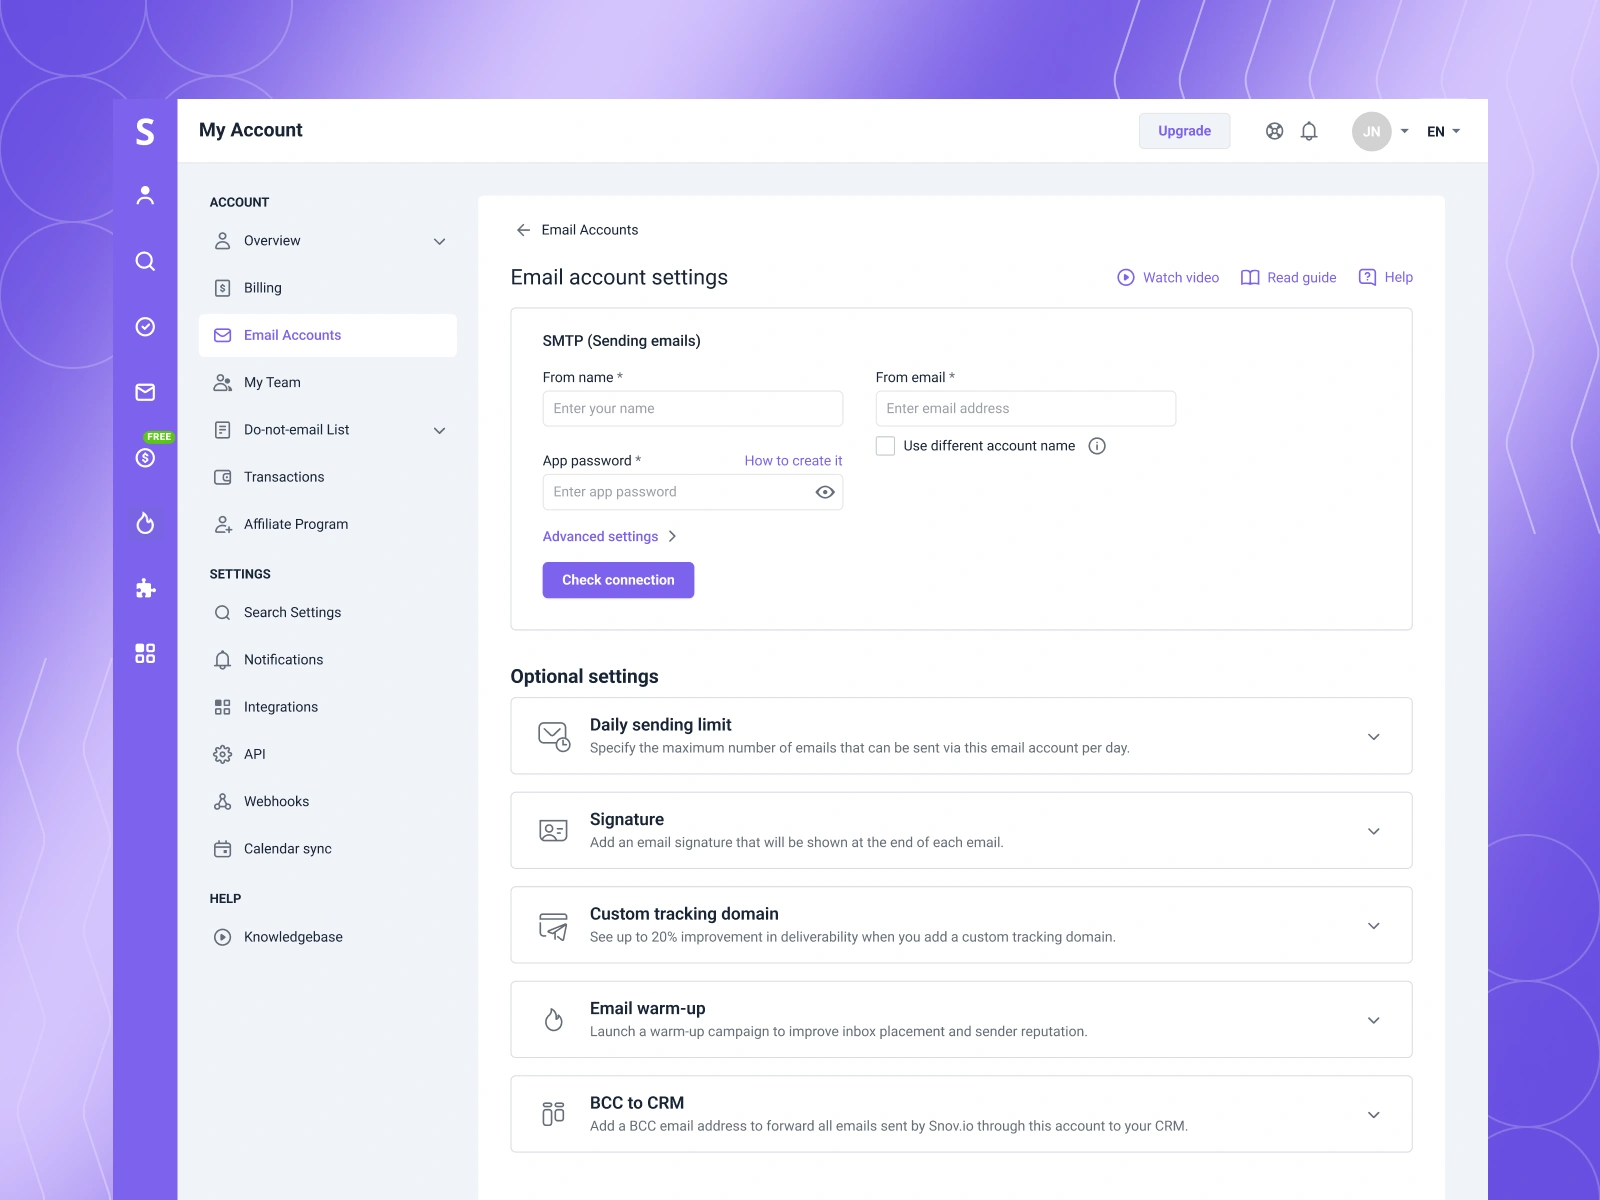 S
My Account
Upgrade
JN
EN
FREE
ACCOUNT
Overview
Billing
Email Accounts
My Team
Do-not-email List
Transactions
Affiliate Program
SETTINGS
Search Settings
Notifications
Integrations
API
Webhooks
Calendar sync
HELP
Knowledgebase
Email Accounts
Email account settings
Watch video
Read guide
Help
SMTP (Sending emails)
From name *
Enter your name
From email *
Enter email address
Use different account name
App password *
How to create it
Enter app password
Advanced settings
Check connection
Optional settings
Daily sending limit
Specify the maximum number of emails that can be sent via this email account per day.
Signature
Add an email signature that will be shown at the end of each email.
Custom tracking domain
See up to 20% improvement in deliverability when you add a custom tracking domain.
Email warm-up
Launch a warm-up campaign to improve inbox placement and sender reputation.
BCC to CRM
Add a BCC email address to forward all emails sent by Snov.io through this account to your CRM.